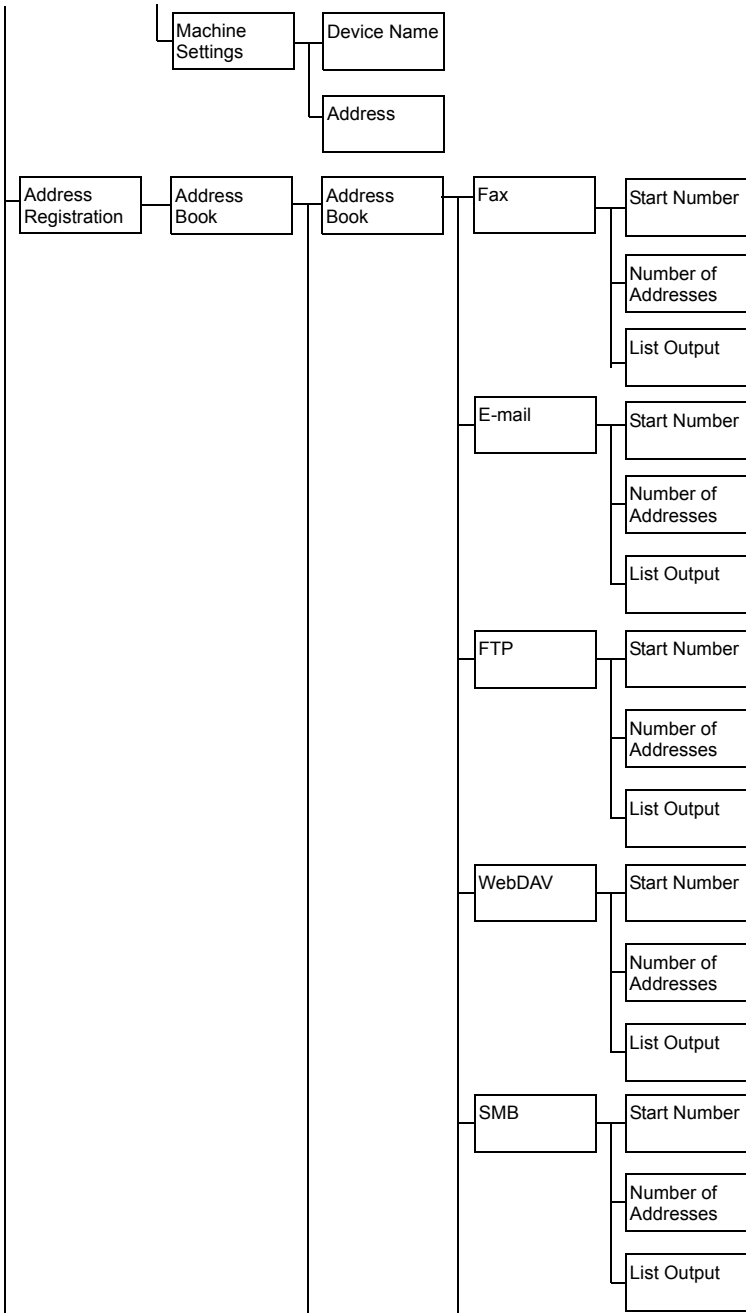 Machine
Settings
Device Name
Address
Address
Registration
Address
Book
Address
Book
Fax
Start Number
Number of
Addresses
List Output
E-mail
Start Number
Number of
Addresses
List Output
FTP
Start Number
Number of
Addresses
List Output
WebDAV
Start Number
Number of
Addresses
List Output
SMB
Start Number
Number of
Addresses
List Output